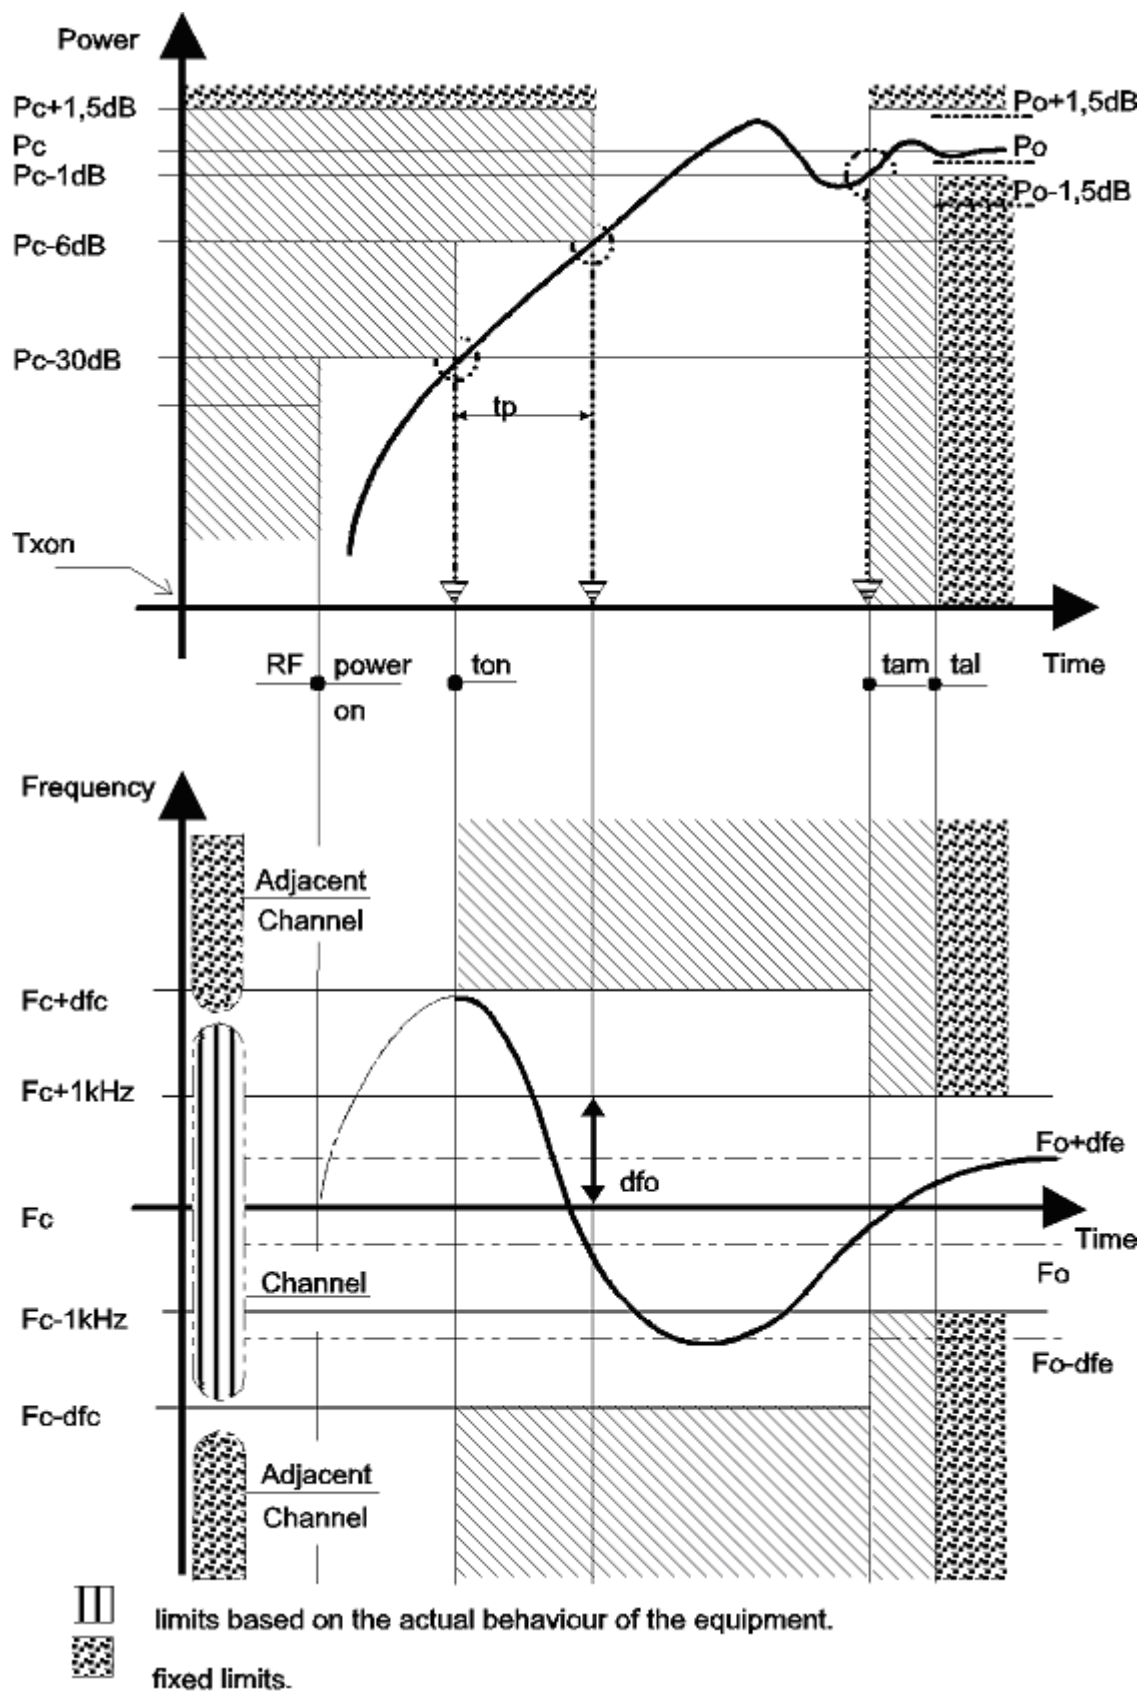 Power
Pc+1,5dB
Po+1,5dB
Pc
Po
Pc-1dB
Po-1,5dB
Pc-6dB
Pc-30dB
tp
Txon
RF power on
ton
tam
tal
Time
Frequency
Adjacent
Channel
Fc+dfc
Fc+1kHz
Fo+dfe
dfo
Fc
Time
Fo
Channel
Fc-1kHz
Fo-dfe
Fc-dfc
Adjacent
Channel
limits based on the actual behaviour of the equipment.
fixed limits.